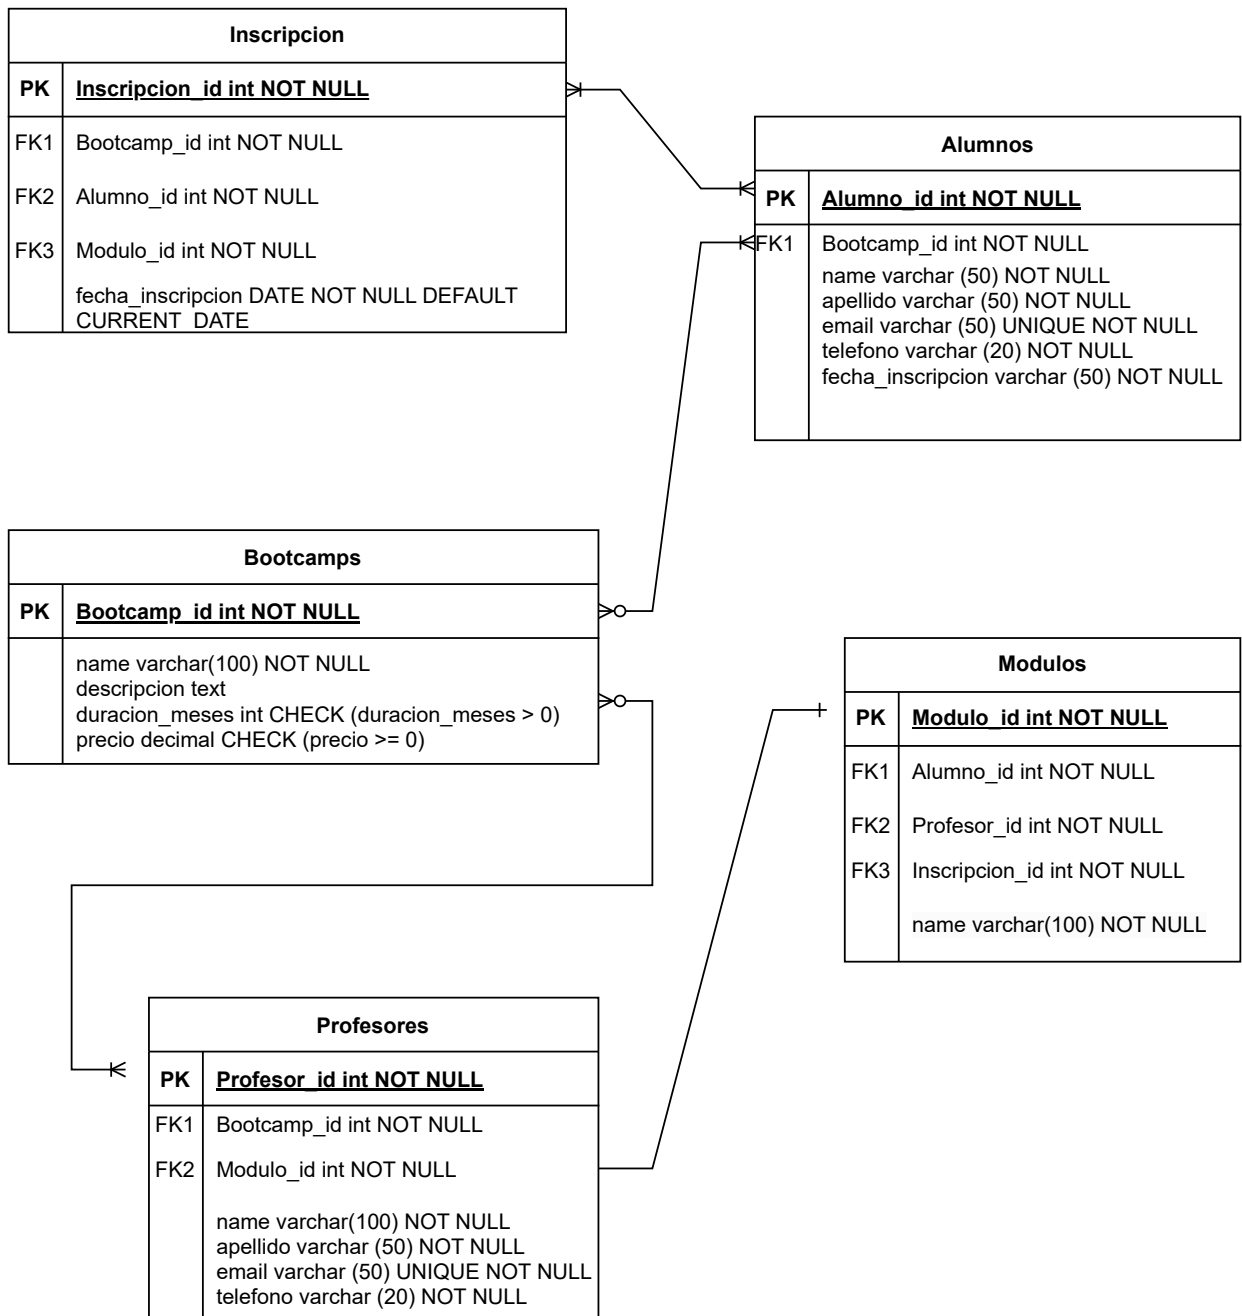 Inscripcion
PK Inscripcion_id int NOT NULL
FK1 Bootcamp_id int NOT NULL
FK2 Alumno_id int NOT NULL
FK3 Modulo_id int NOT NULL
fecha_inscripcion DATE NOT NULL DEFAULT
CURRENT_DATE
Alumnos
PK Alumno_id int NOT NULL
FK1 Bootcamp_id int NOT NULL
name varchar (50) NOT NULL
apellido varchar (50) NOT NULL
email varchar (50) UNIQUE NOT NULL
telefono varchar (20) NOT NULL
fecha_inscripcion varchar (50) NOT NULL
Bootcamps
PK Bootcamp_id int NOT NULL
name varchar(100) NOT NULL
descripcion text
duracion_meses int CHECK (duracion_meses > 0)
precio decimal CHECK (precio >= 0)
Modulos
PK Modulo_id int NOT NULL
FK1 Alumno_id int NOT NULL
FK2 Profesor_id int NOT NULL
FK3 Inscripcion_id int NOT NULL
name varchar(100) NOT NULL
Profesores
PK Profesor_id int NOT NULL
FK1 Bootcamp_id int NOT NULL
FK2 Modulo_id int NOT NULL
name varchar(100) NOT NULL
apellido varchar (50) NOT NULL
email varchar (50) UNIQUE NOT NULL
telefono varchar (20) NOT NULL